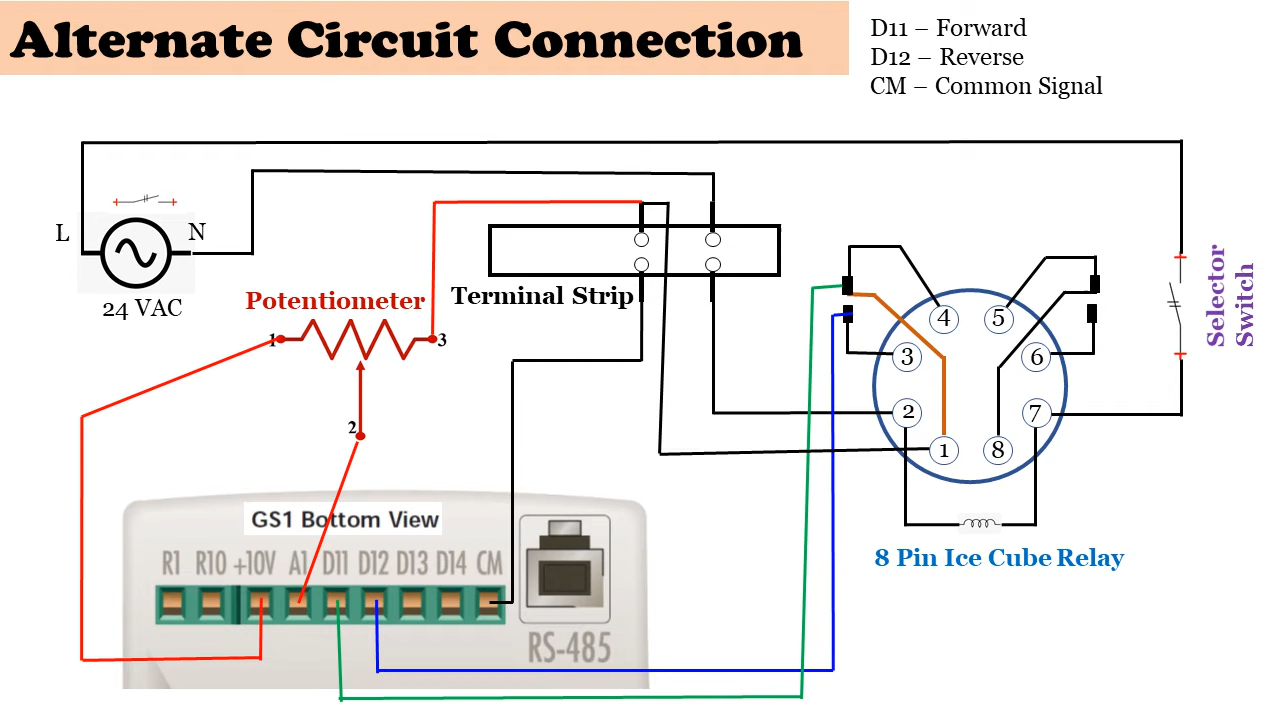 Alternate Circuit Connection
D11 – Forward
D12 – Reverse
CM – Common Signal
L
N
24 VAC
Potentiometer
Terminal Strip
1
3
2
4
5
3
6
2
7
1
8
Selector
Switch
GS1 Bottom View
R1 R10 +10V A1 D11 D12 D13 D14 CM
RS-485
8 Pin Ice Cube Relay